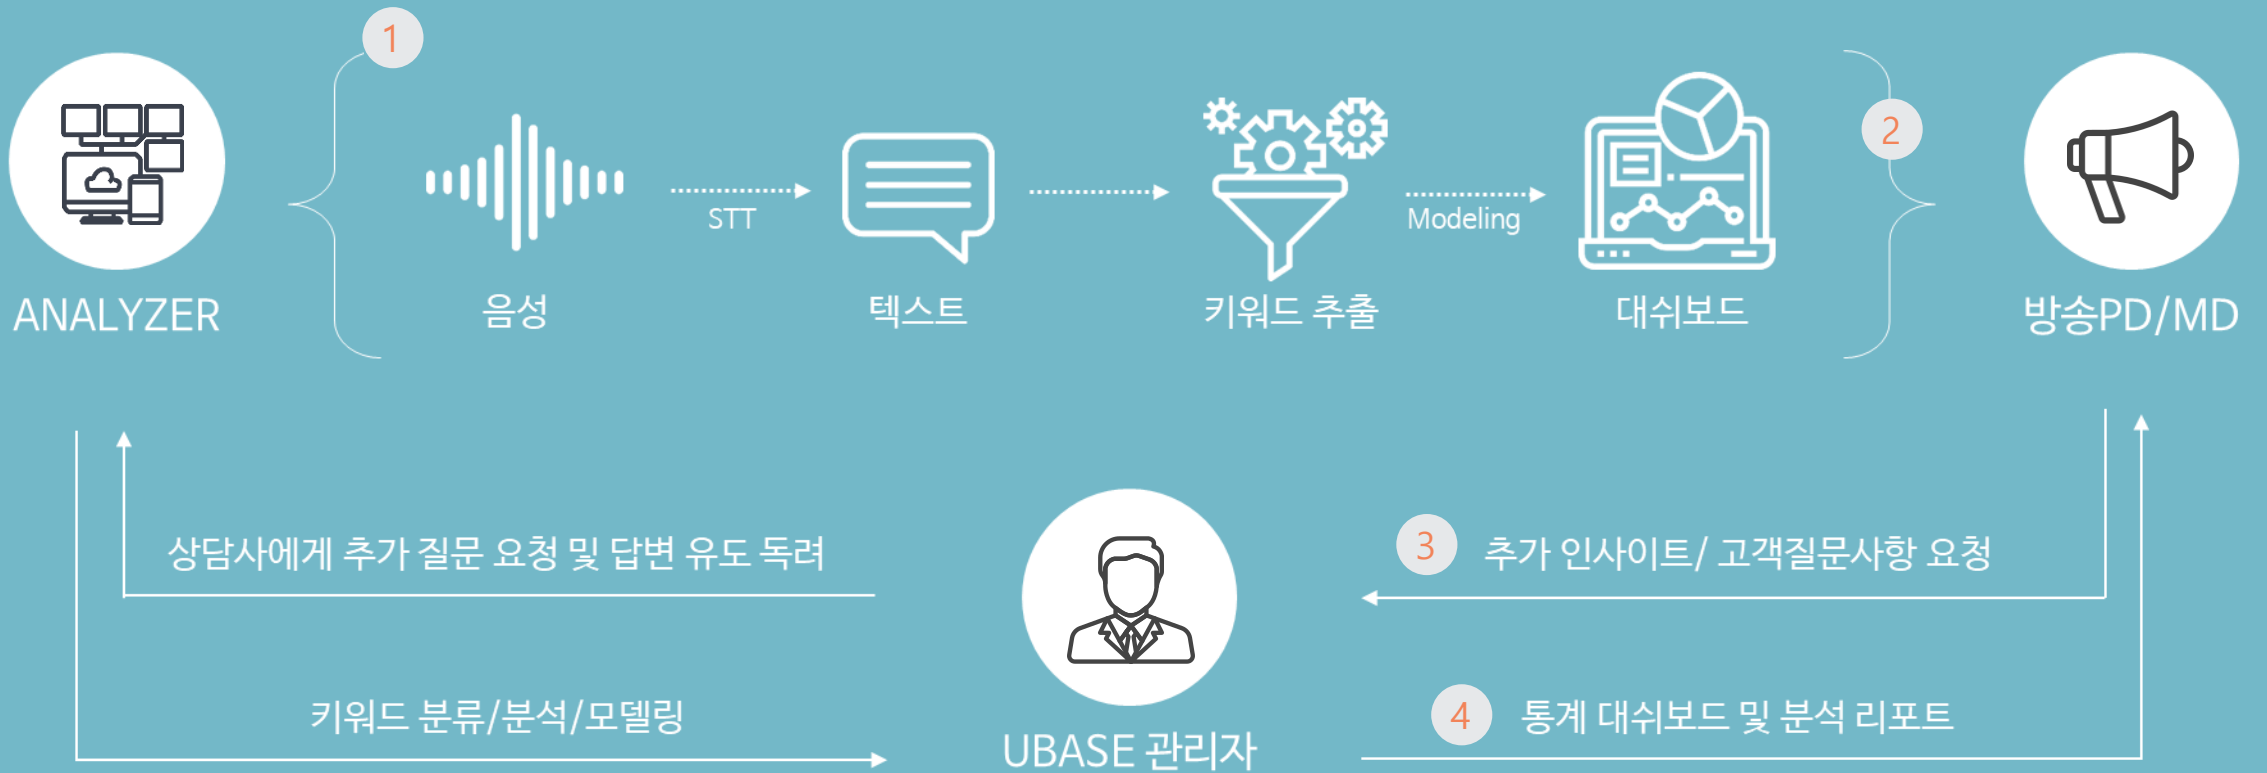 1
2
STT
Modeling
ANALYZER
음성
텍스트
키워드 추출
대쉬보드
방송PD/MD
상담사에게 추가 질문 요청 및 답변 유도 독려
3
추가 인사이트/ 고객질문사항 요청
키워드 분류/분석/모델링
4
통계 대쉬보드 및 분석 리포트
UBASE 관리자